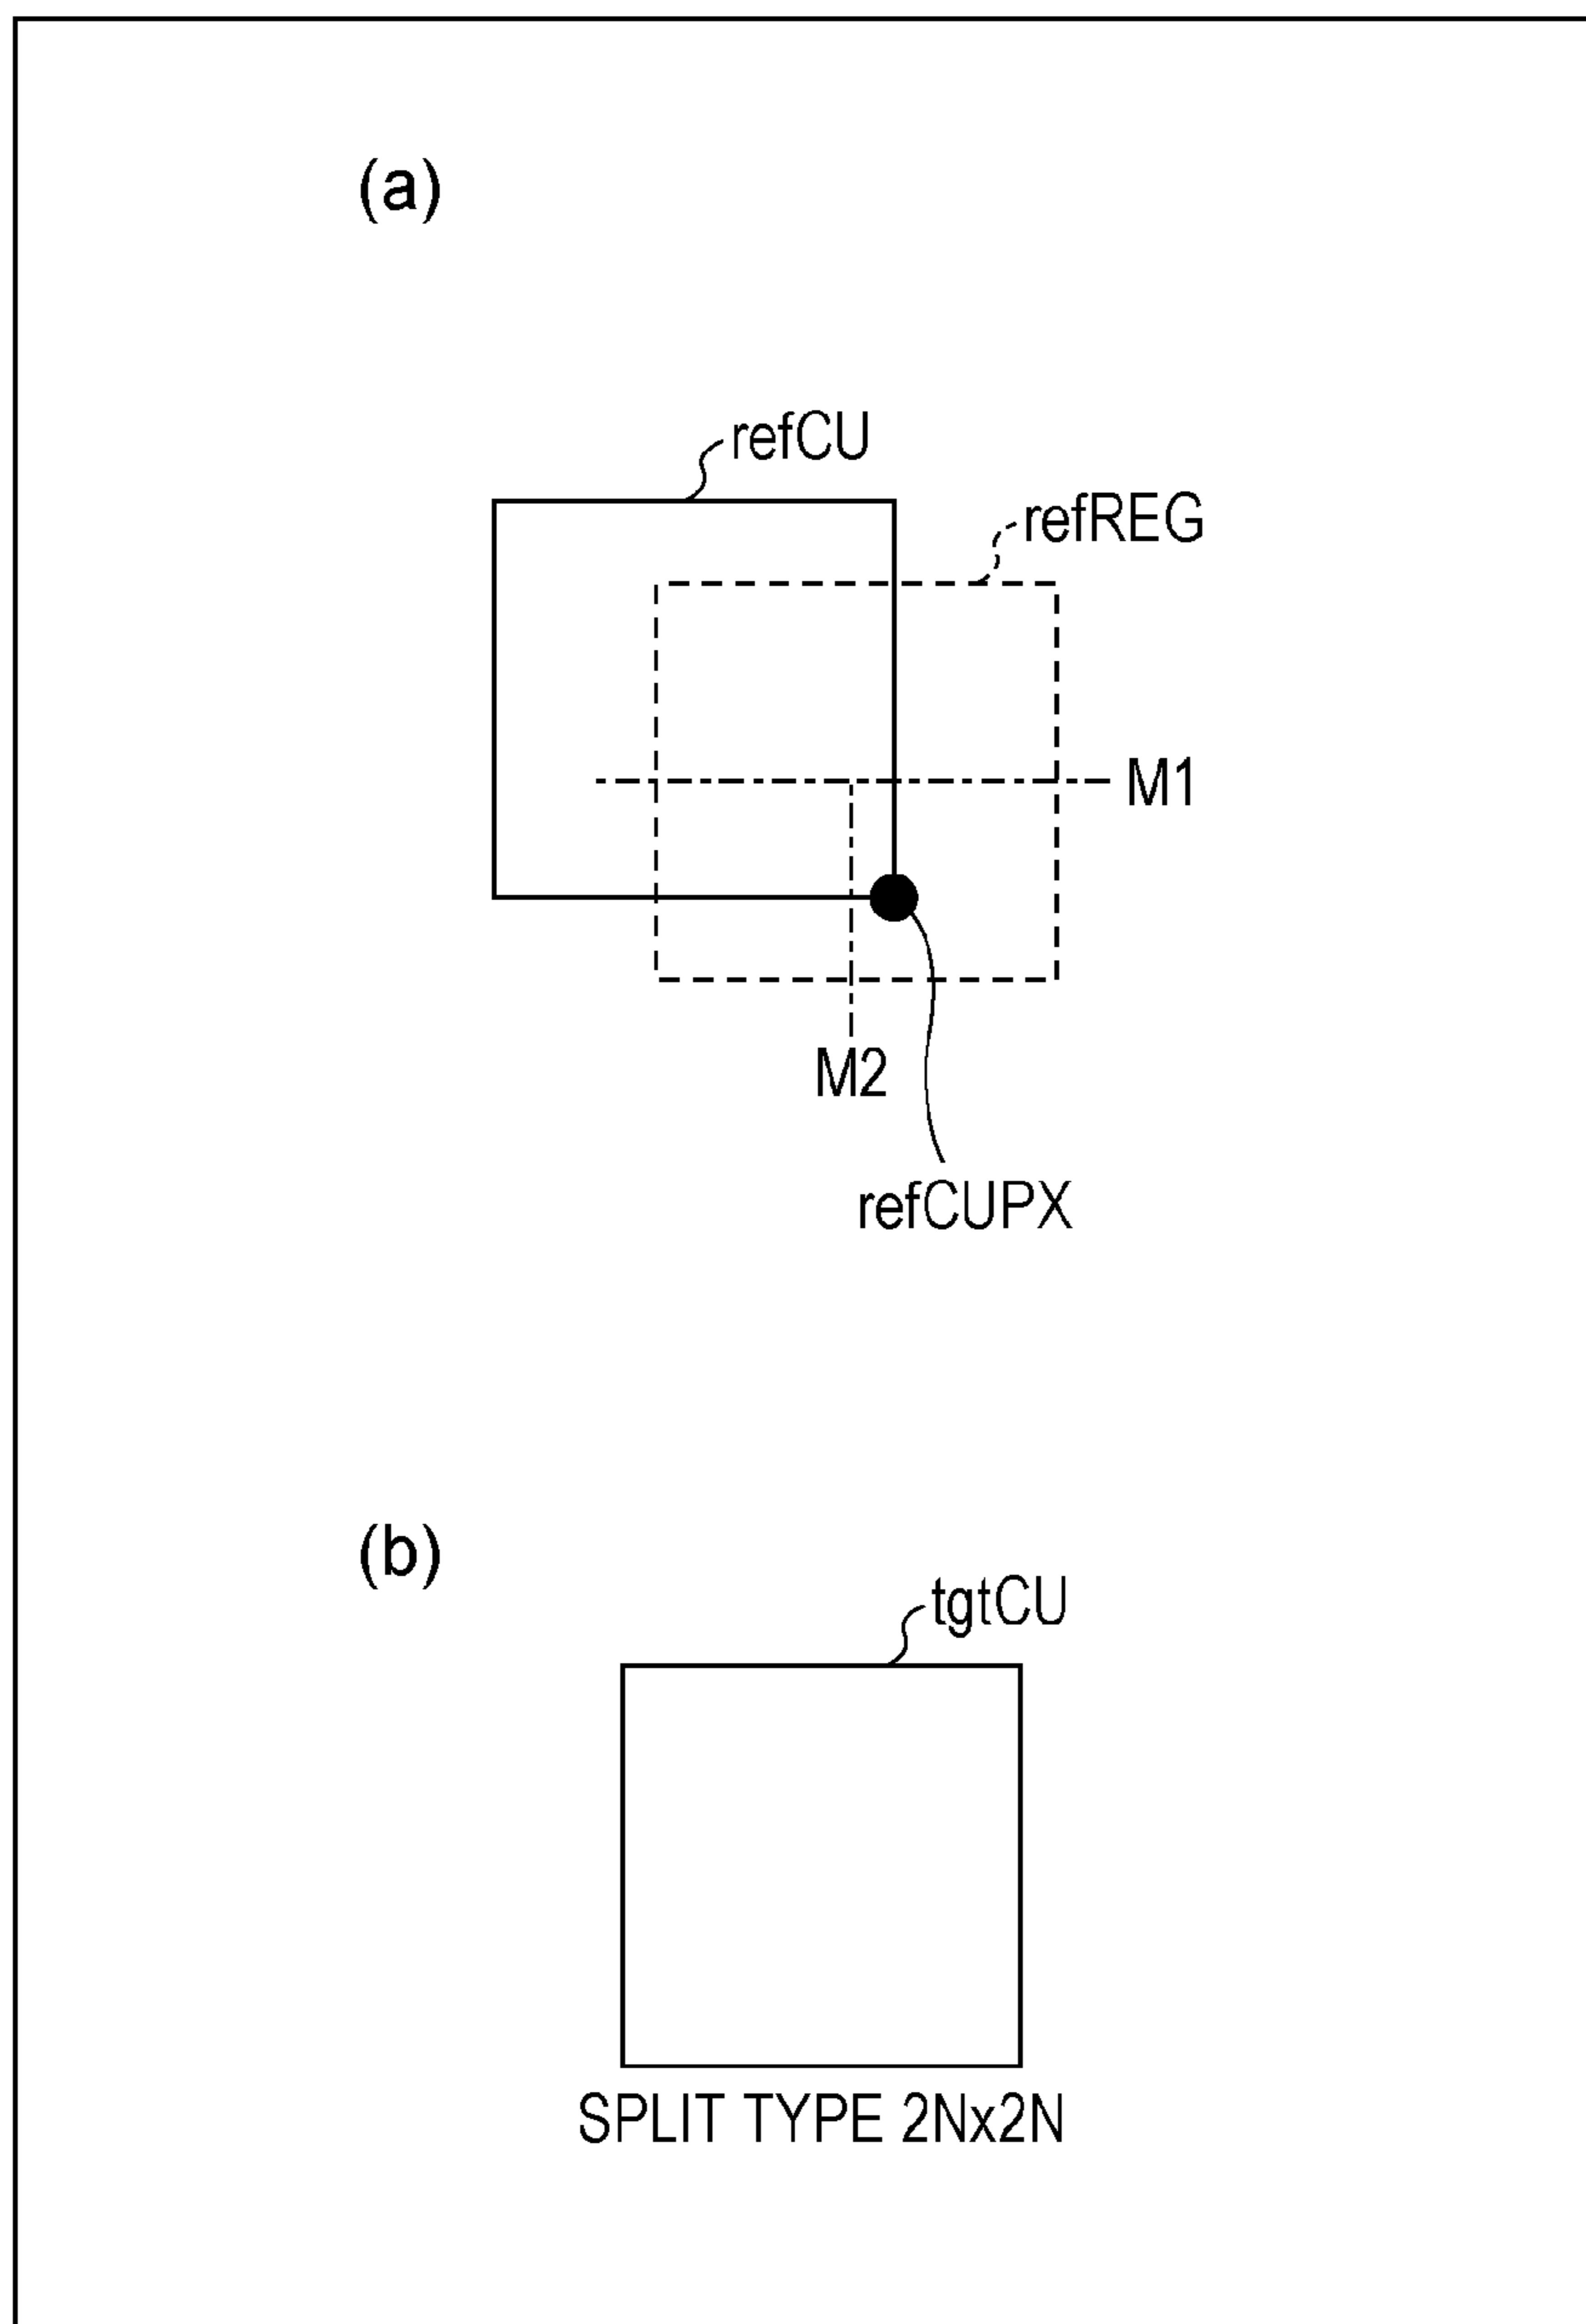 (a)
refCU
refREG
M1
M2
refCUPX
(b)
tgtCU
SPLIT TYPE 2Nx2N